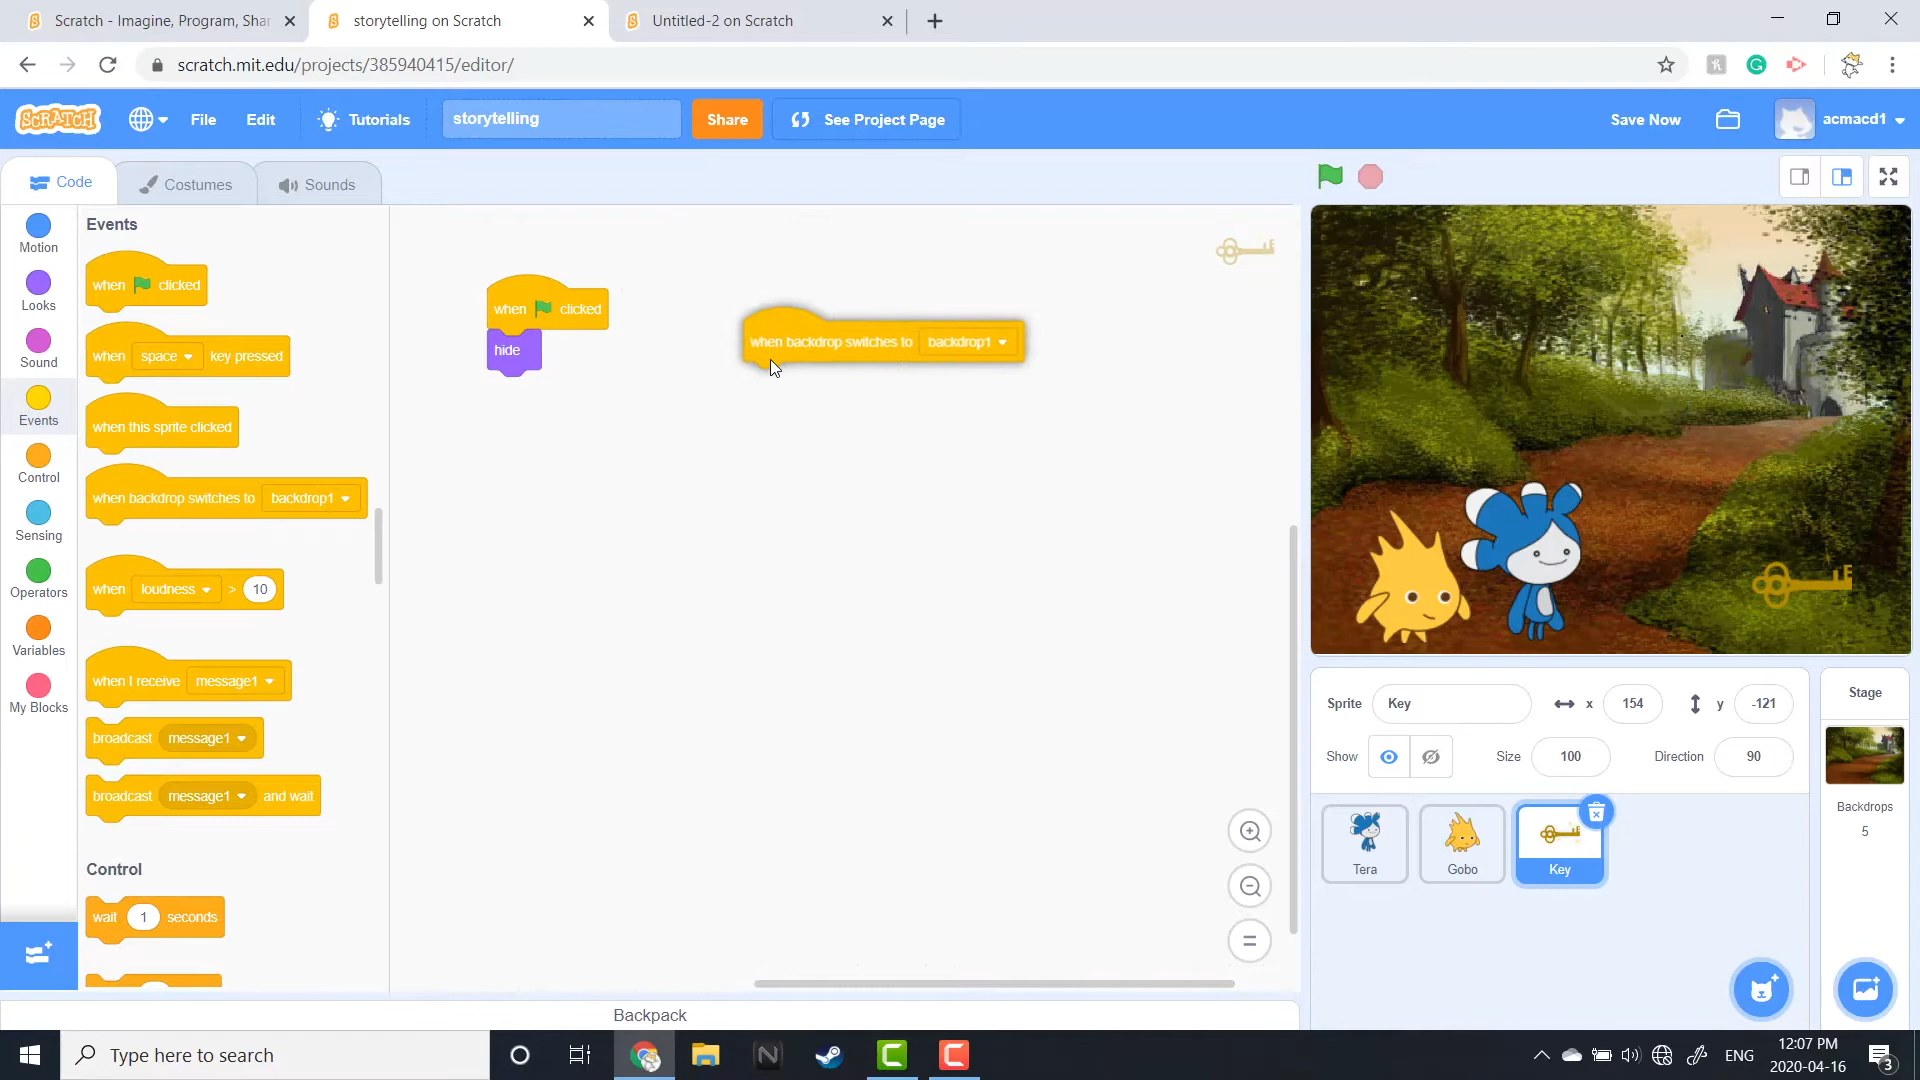 Scratch - Imagine, Program, Shar
storytelling on Scratch
Untitled-2 on Scratch
scratch.mit.edu/projects/385940415/editor/
SCRATCH
File
Edit
Tutorials
storytelling
Share
See Project Page
Save Now
acmacd1
Code
Costumes
Sounds
Motion
Looks
Sound
Events
Control
Sensing
Operators
Variables
My Blocks
Events
when clicked
when space key pressed
when this sprite clicked
when backdrop switches to backdrop1
when loudness > 10
when I receive message1
broadcast message1
broadcast message1 and wait
Control
wait 1 seconds
when clicked
hide
when backdrop switches to backdrop1
Sprite Key x 154 y -121
Show Size 100 Direction 90
Tera
Gobo
Key
Stage
Backdrops
5
Backpack
Type here to search
ENG
12:07 PM
2020-04-16
3